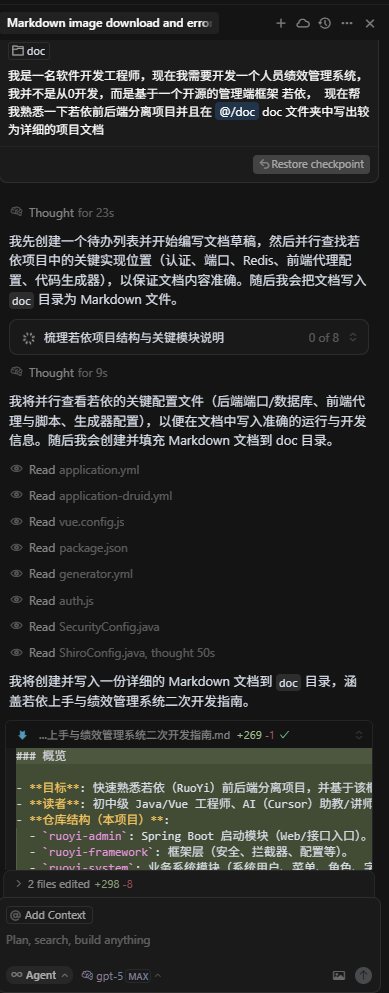 Markdown image download and erro
doc
我是一名软件开发工程师，现在我需要开发一个人员绩效管理系统，
我并不是从0开发，而是基于一个开源的管理端框架 若依， 现在帮
我熟悉一下若依前后端分离项目并且在 @/doc doc 文件夹中写出较
为详细的项目文档
Restore checkpoint
Thought for 23s
我先创建一个待办列表并开始编写文档草稿，然后并行查找若
依项目中的关键实现位置（认证、端口、Redis、前端代理配
置、代码生成器），以保证文档内容准确。随后我会把文档写入
doc 目录为 Markdown 文件。
梳理若依项目结构与关键模块说明 0 of 8
Thought for 9s
我将并行查看若依的关键配置文件（后端端口/数据库、前端代
理与脚本、生成器配置），以便在文档中写入准确的运行与开发
信息。随后我会创建并填充 Markdown 文档到 doc 目录。
Read application.yml
Read application-druid.yml
Read vue.config.js
Read package.json
Read generator.yml
Read auth.js
Read SecurityConfig.java
Read ShiroConfig.java, thought 50s
我将创建并写入一份详细的 Markdown 文档到 doc 目录，涵
盖若依上手与绩效管理系统二次开发指南。
...上手与绩效管理系统二次开发指南.md +269 -1
### 概览
- **目标**: 快速熟悉若依（RuoYi）前后端分离项目，并基于该框
- **读者**: 初中级 Java/Vue 工程师、AI（Cursor）助教/讲师
- **仓库结构（本项目）**:
- `ruoyi-admin`: Spring Boot 启动模块（Web/接口入口）。
- `ruoyi-framework`: 框架层（安全、拦截器、配置等）。
- `ruoyi-system`: 业务系统模块（系统用户、菜单、角色、字
2 files edited +298 -8
@ Add Context
Plan, search, build anything
Agent gpt-5 MAX